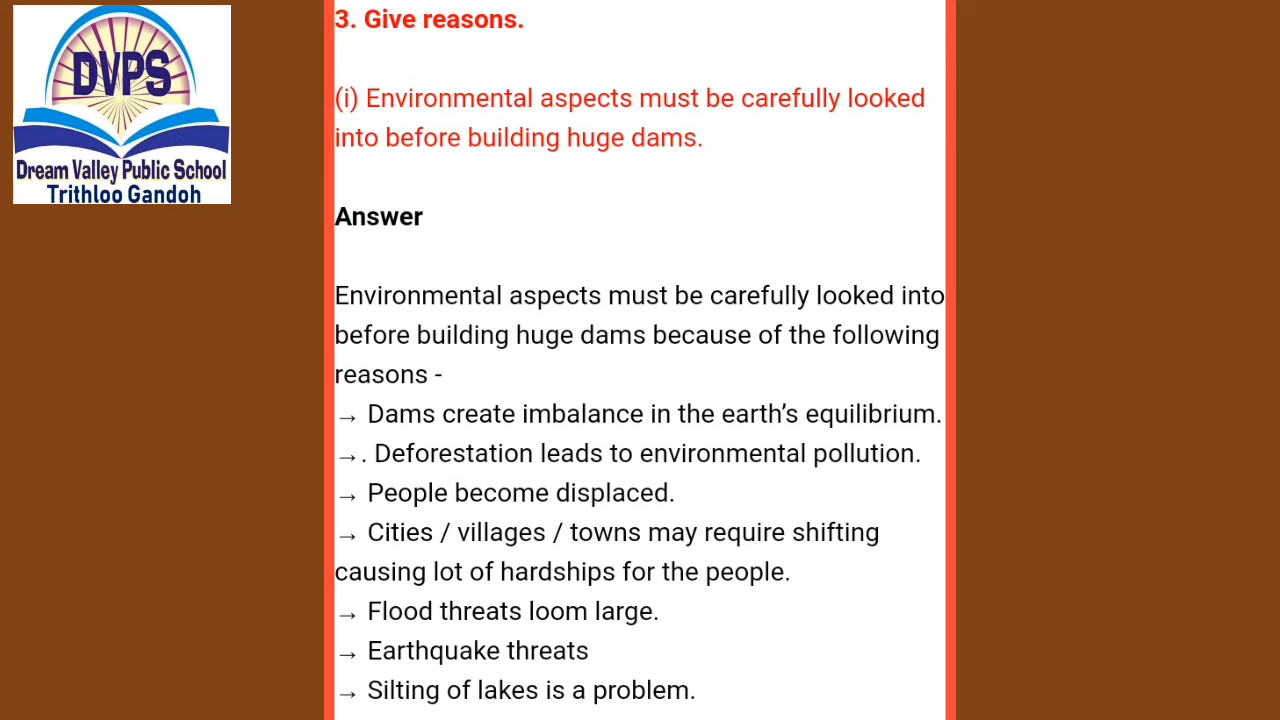 DVPS
Dream Valley Public School
Trithloo Gandoh
3. Give reasons.
(i) Environmental aspects must be carefully looked
into before building huge dams.
Answer
Environmental aspects must be carefully looked into
before building huge dams because of the following
reasons -
→ Dams create imbalance in the earth’s equilibrium.
→. Deforestation leads to environmental pollution.
→ People become displaced.
→ Cities / villages / towns may require shifting
causing lot of hardships for the people.
→ Flood threats loom large.
→ Earthquake threats
→ Silting of lakes is a problem.